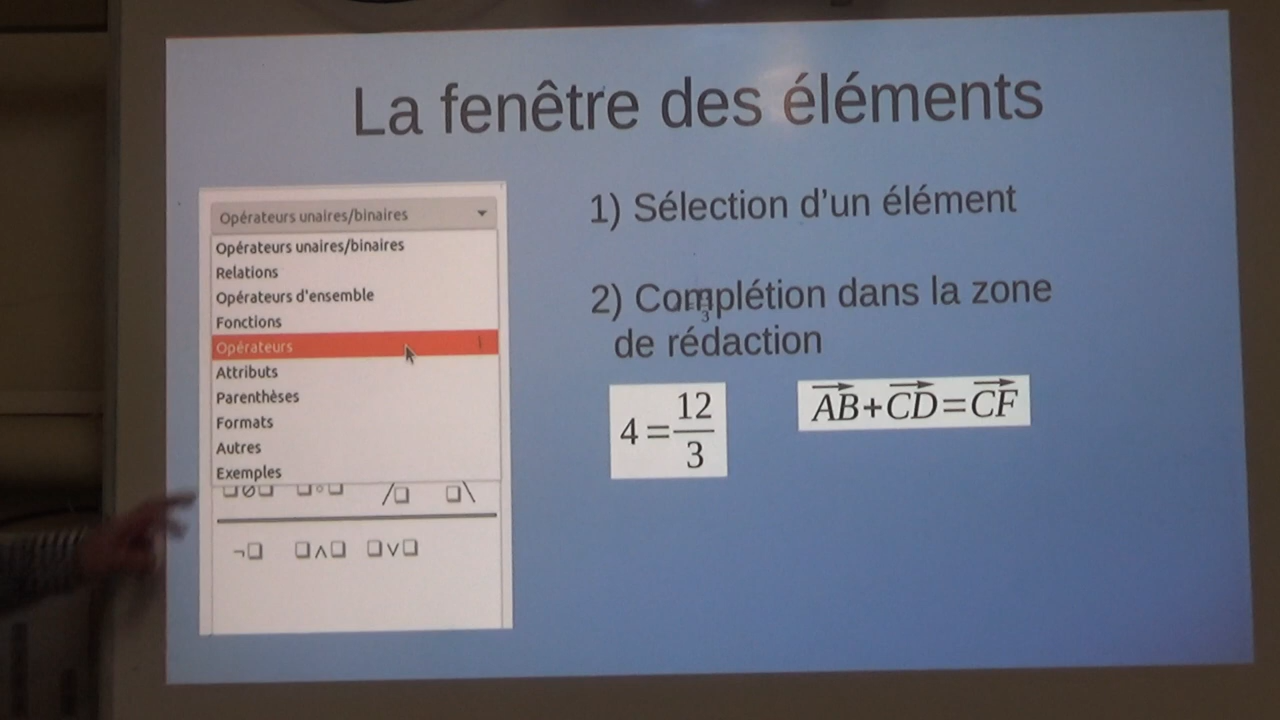 La fenêtre des éléments
Opérateurs unaires/binaires
Opérateurs unaires/binaires
Relations
Opérateurs d'ensemble
Fonctions
Opérateurs
Attributs
Parenthèses
Formats
Autres
Exemples
¬□ □∧□ □∨□
1) Sélection d'un élément
2) Complétion dans la zone
de rédaction
4=12/3
AB+CD=CF